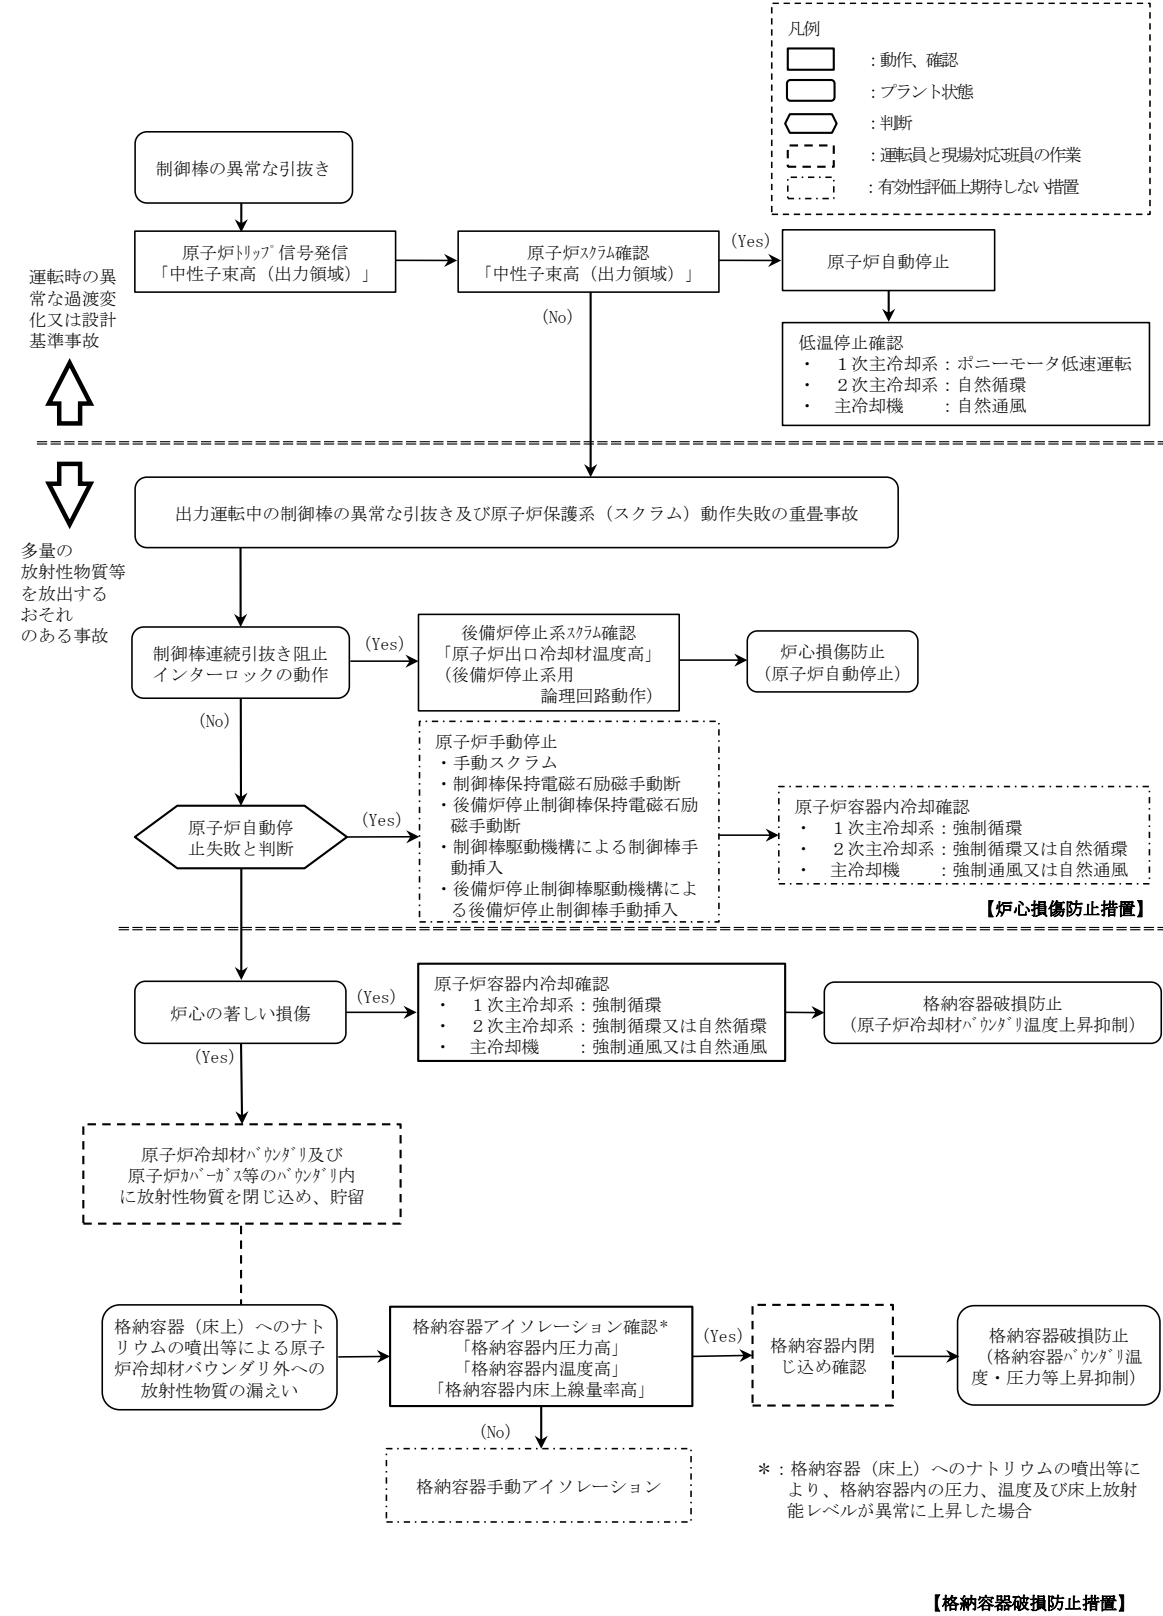 凡例
：動作、確認
：プラント状態
：判断
：運転員と現場対応班員の作業
：有効性評価上期待しない措置
制御棒の異常な引抜き
原子炉ﾄﾘｯﾌﾟ信号発信
「中性子束高（出力領域）」
原子炉ｽｸﾗﾑ確認
「中性子束高（出力領域）」
(Yes)
原子炉自動停止
(No)
低温停止確認
・　１次主冷却系：ポニーモータ低速運転
・　２次主冷却系：自然循環
・　主冷却機　　：自然通風
運転時の異
常な過渡変
化又は設計
基準事故
多量の
放射性物質等
を放出する
おそれ
のある事故
出力運転中の制御棒の異常な引抜き及び原子炉保護系（スクラム）動作失敗の重畳事故
制御棒連続引抜き阻止
インターロックの動作
(Yes)
後備炉停止系ｽｸﾗﾑ確認
「原子炉出口冷却材温度高」
（後備炉停止系用
論理回路動作）
炉心損傷防止
（原子炉自動停止）
(No)
原子炉自動停
止失敗と判断
(Yes)
原子炉手動停止
・手動スクラム
・制御棒保持電磁石励磁手動断
・後備炉停止制御棒保持電磁石励
磁手動断
・制御棒駆動機構による制御棒手
動挿入
・後備炉停止制御棒駆動機構によ
る後備炉停止制御棒手動挿入
原子炉容器内冷却確認
・　１次主冷却系：強制循環
・　２次主冷却系：強制循環又は自然循環
・　主冷却機　　：強制通風又は自然通風
【炉心損傷防止措置】
炉心の著しい損傷
(Yes)
原子炉容器内冷却確認
・　１次主冷却系：強制循環
・　２次主冷却系：強制循環又は自然循環
・　主冷却機　　：強制通風又は自然通風
格納容器破損防止
（原子炉冷却材ﾊﾞｳﾝﾀﾞﾘ温度上昇抑制）
(Yes)
原子炉冷却材ﾊﾞｳﾝﾀﾞﾘ及び
原子炉ｶﾊﾞｰｶﾞｽ等のﾊﾞｳﾝﾀﾞﾘ内
に放射性物質を閉じ込め、貯留
格納容器（床上）へのナト
リウムの噴出等による原子
炉冷却材バウンダリ外への
放射性物質の漏えい
格納容器アイソレーション確認*
「格納容器内圧力高」
「格納容器内温度高」
「格納容器内床上線量率高」
(Yes)
格納容器内閉
じ込め確認
格納容器破損防止
（格納容器ﾊﾞｳﾝﾀﾞﾘ温
度・圧力等上昇抑制）
(No)
格納容器手動アイソレーション
＊：格納容器（床上）へのナトリウムの噴出等に
より、格納容器内の圧力、温度及び床上放射
能レベルが異常に上昇した場合
【格納容器破損防止措置】